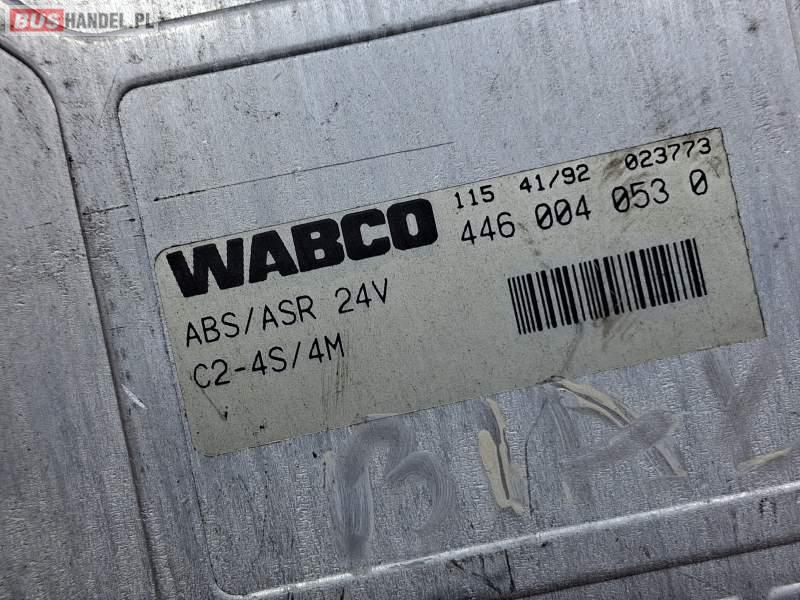 BUSHANDEL.PL
115 41/92 023773
WABCO 446 004 053 0
ABS/ASR 24V
C2-4S/4M